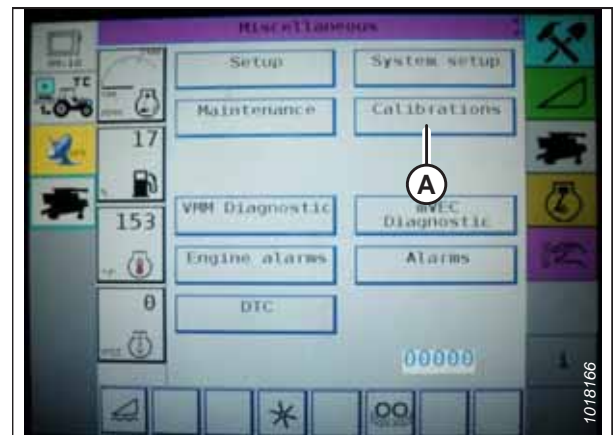 Miscellaneous
Setup
System setup
TC
Maintenance
Calibrations
17
A
VMM Diagnostic
mVEC
Diagnostic
153
Engine alarms
Alarms
0
DTC
00000
1018166